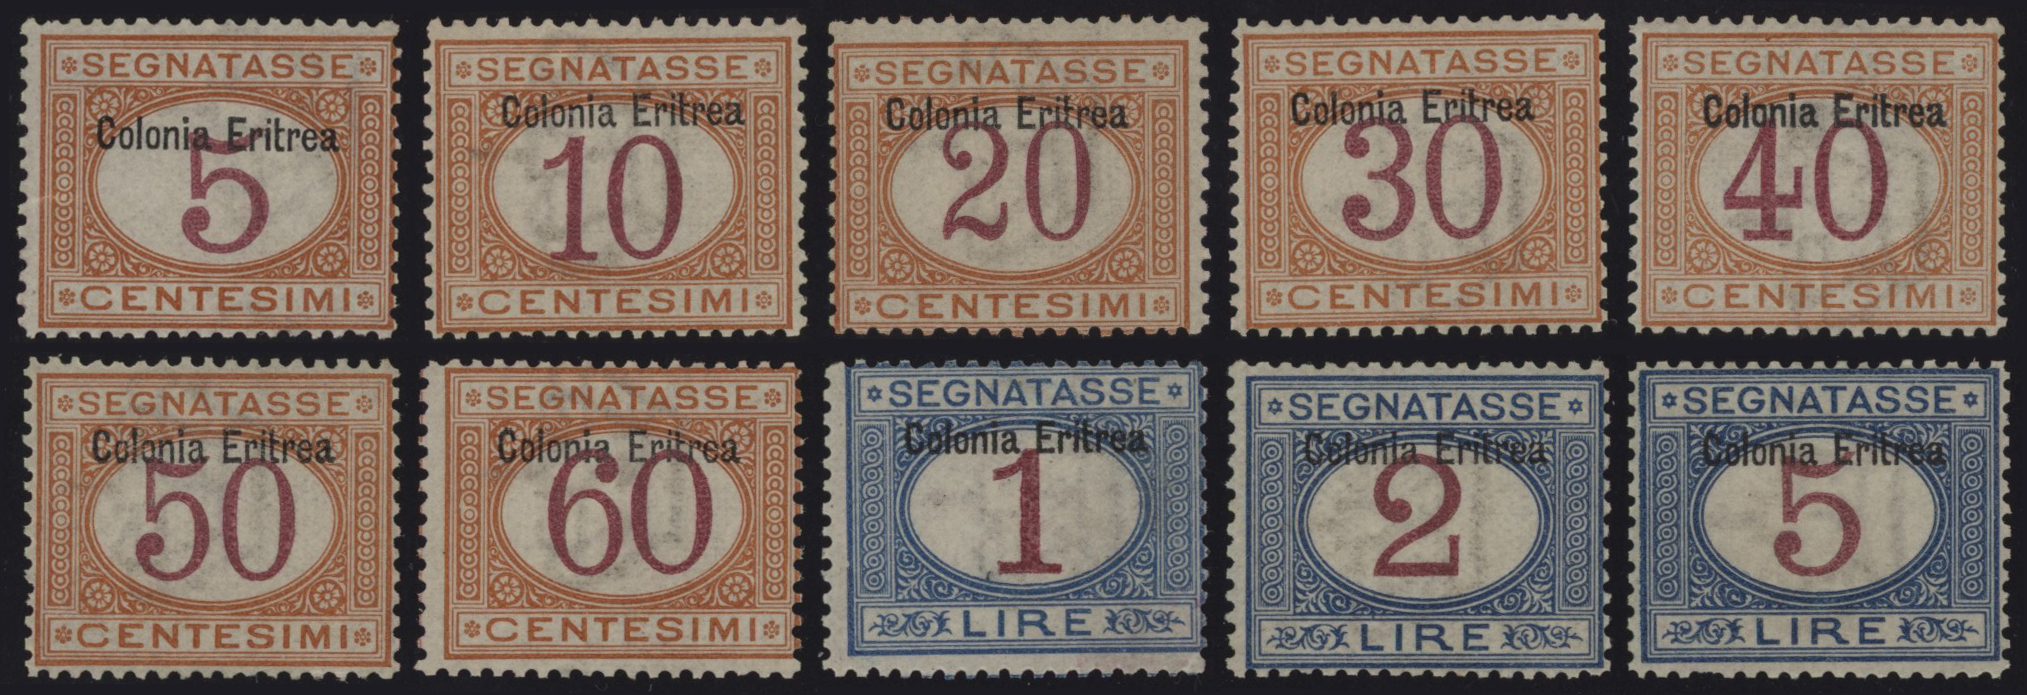 SEGNATASSE
Colonia Eritrea
5
CENTESIMI
SEGNATASSE
Colonia Eritrea
10
CENTESIMI
SEGNATASSE
Colonia Eritrea
20
CENTESIMI
SEGNATASSE
Colonia Eritrea
30
CENTESIMI
SEGNATASSE
Colonia Eritrea
40
CENTESIMI
SEGNATASSE
Colonia Eritrea
50
CENTESIMI
SEGNATASSE
Colonia Eritrea
60
CENTESIMI
SEGNATASSE
Colonia Eritrea
1
LIRE
SEGNATASSE
Colonia Eritrea
2
LIRE
SEGNATASSE
Colonia Eritrea
5
LIRE